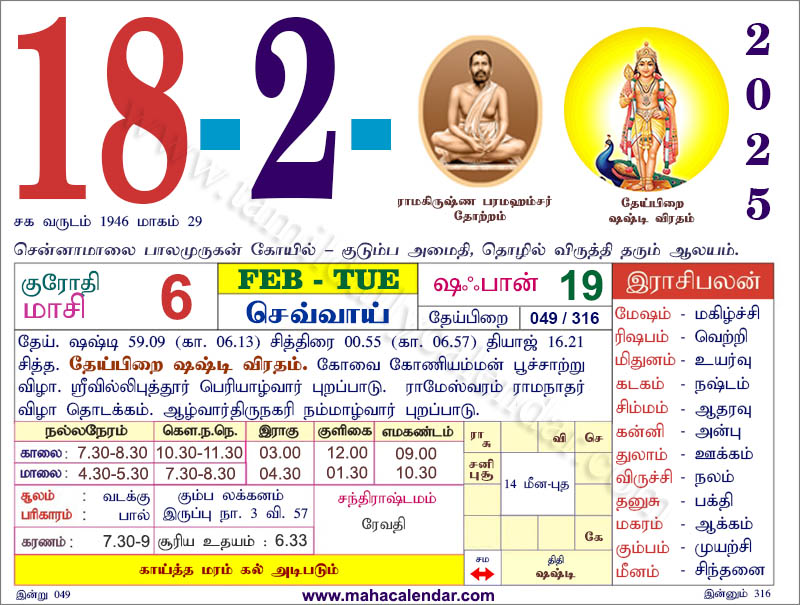 18-2-
2025
ராமகிருஷ்ண பரமஹம்சர்
தோற்றம்
தேய்பிறை
ஷஷ்டி விரதம்
சக வருடம் 1946 மாகம் 29
சென்னாமாலை பாலமுருகன் கோயில் – குடும்ப அமைதி, தொழில் விருத்தி தரும் ஆலயம்.
குரோதி
மாசி
6
FEB - TUE
செவ்வாய்
ஷஃபான் 19
தேய்பிறை 049 / 316
தேய். ஷஷ்டி 59.09 (கா. 06.13) சித்திரை 00.55 (கா. 06.57) தியாஜ் 16.21
சித்த. தேய்பிறை ஷஷ்டி விரதம். கோவை கோணியம்மன் பூச்சாற்று
விழா. ஸ்ரீவில்லிபுத்தூர் பெரியாழ்வார் புறப்பாடு. ராமேஸ்வரம் ராமநாதர்
விழா தொடக்கம். ஆழ்வார்திருநகரி நம்மாழ்வார் புறப்பாடு.
நல்லநேரம் கௌ.ந.நெ. இராகு குளிகை எமகண்டம்
காலை: 7.30-8.30 10.30-11.30 03.00 12.00 09.00
மாலை: 4.30-5.30 7.30-8.30 04.30 01.30 10.30
சூலம் : வடக்கு
பரிகாரம் : பால்
கும்ப லக்கனம்
இருப்பு நா. 3 வி. 57
சந்திராஷ்டமம்
ரேவதி
கரணம் : 7.30-9 சூரிய உதயம் : 6.33
காய்த்த மரம் கல் அடிபடும்
ரா
சு
வி
செ
சனி
புசூ
14 மீன-புத
கே
சம
திதி
ஷஷ்டி
இராசிபலன்
மேஷம் - மகிழ்ச்சி
ரிஷபம் - வெற்றி
மிதுனம் - உயர்வு
கடகம் - நஷ்டம்
சிம்மம் - ஆதரவு
கன்னி - அன்பு
துலாம் - ஊக்கம்
விருச்சி - நலம்
தனுசு - பக்தி
மகரம் - ஆக்கம்
கும்பம் - முயற்சி
மீனம் - சிந்தனை
இன்று 049
www.mahacalendar.com
இன்னும் 316
www.tamildailycalendar.com